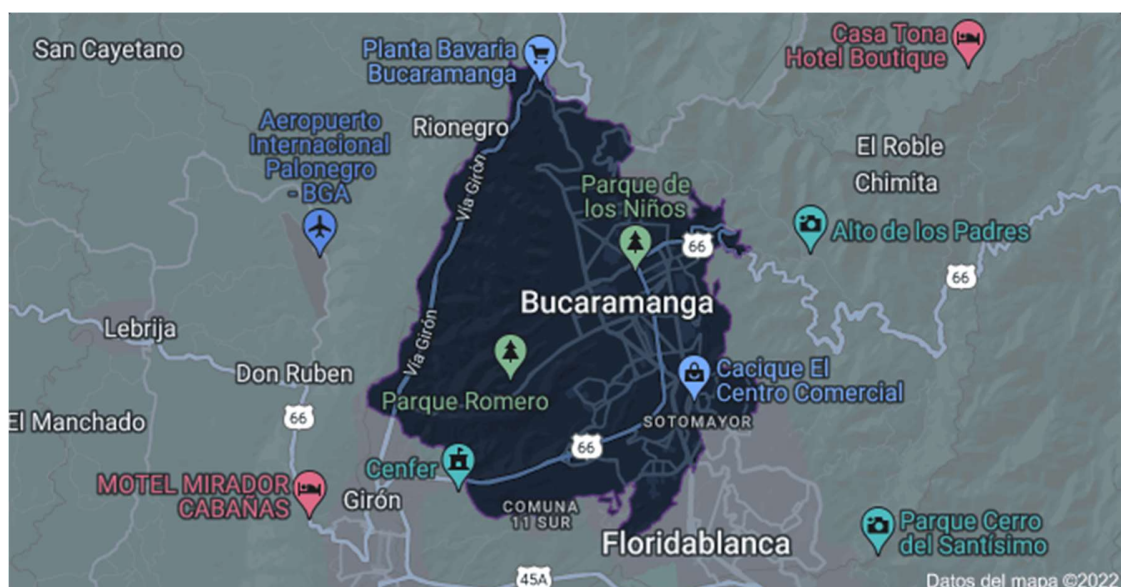 San Cayetano
Planta Bavaria
Bucaramanga
Casa Tona
Hotel Boutique
Aeropuerto
Internacional
Palonegro
- BGA
Rionegro
Vía Girón
El Roble
Chimita
Parque de
los Niños
66
Alto de los Padres
66
Bucaramanga
Lebrija
Vía Girón
Don Ruben
Parque Romero
Cacique El
Centro Comercial
El Manchado
66
SOTOMAYOR
66
Cenfer
MOTEL MIRADOR
CABAÑAS
Girón
COMUNA
11 SUR
Floridablanca
Parque Cerro
del Santísimo
45A
Datos del mapa ©2022